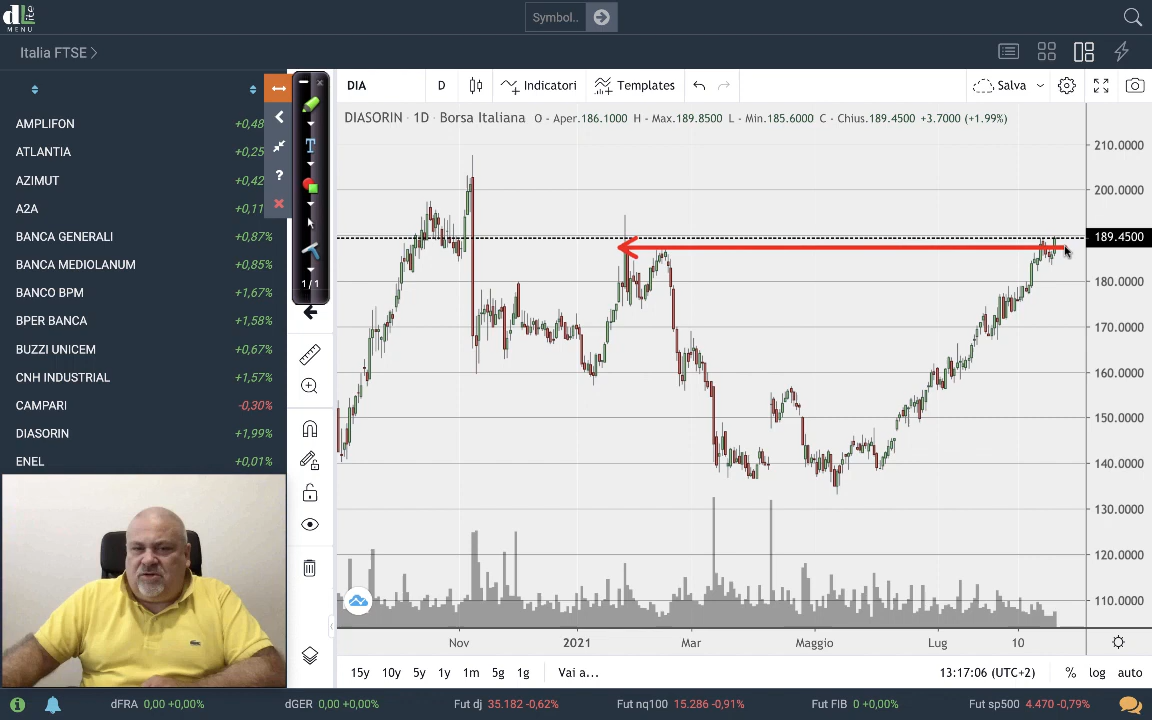 dLite
MENU
Symbol..
Italia FTSE
AMPLIFON +0,48
ATLANTIA +0,25
AZIMUT +0,42
A2A +0,11
BANCA GENERALI +0,87%
BANCA MEDIOLANUM +0,85%
BANCO BPM +1,67%
BPER BANCA +1,58%
BUZZI UNICEM +0,67%
CNH INDUSTRIAL +1,57%
CAMPARI -0,30%
DIASORIN +1,99%
ENEL +0,01%
?
T
1/1
DIA D Indicatori Templates Salva
DIASORIN · 1D · Borsa Italiana O - Aper.186.1000 H - Max.189.8500 L - Min.185.6000 C - Chius.189.4500 +3.7000 (+1.99%)
210.0000
200.0000
189.4500
180.0000
170.0000
160.0000
150.0000
140.0000
130.0000
120.0000
110.0000
Nov 2021 Mar Maggio Lug 10
15y 10y 5y 1y 1m 5g 1g Vai a... 13:17:06 (UTC+2) % log auto
dFRA 0,00 +0,00% dGER 0,00 +0,00% Fut dj 35.182 -0,62% Fut nq100 15.286 -0,91% Fut FIB 0 +0,00% Fut sp500 4.470 -0,79%